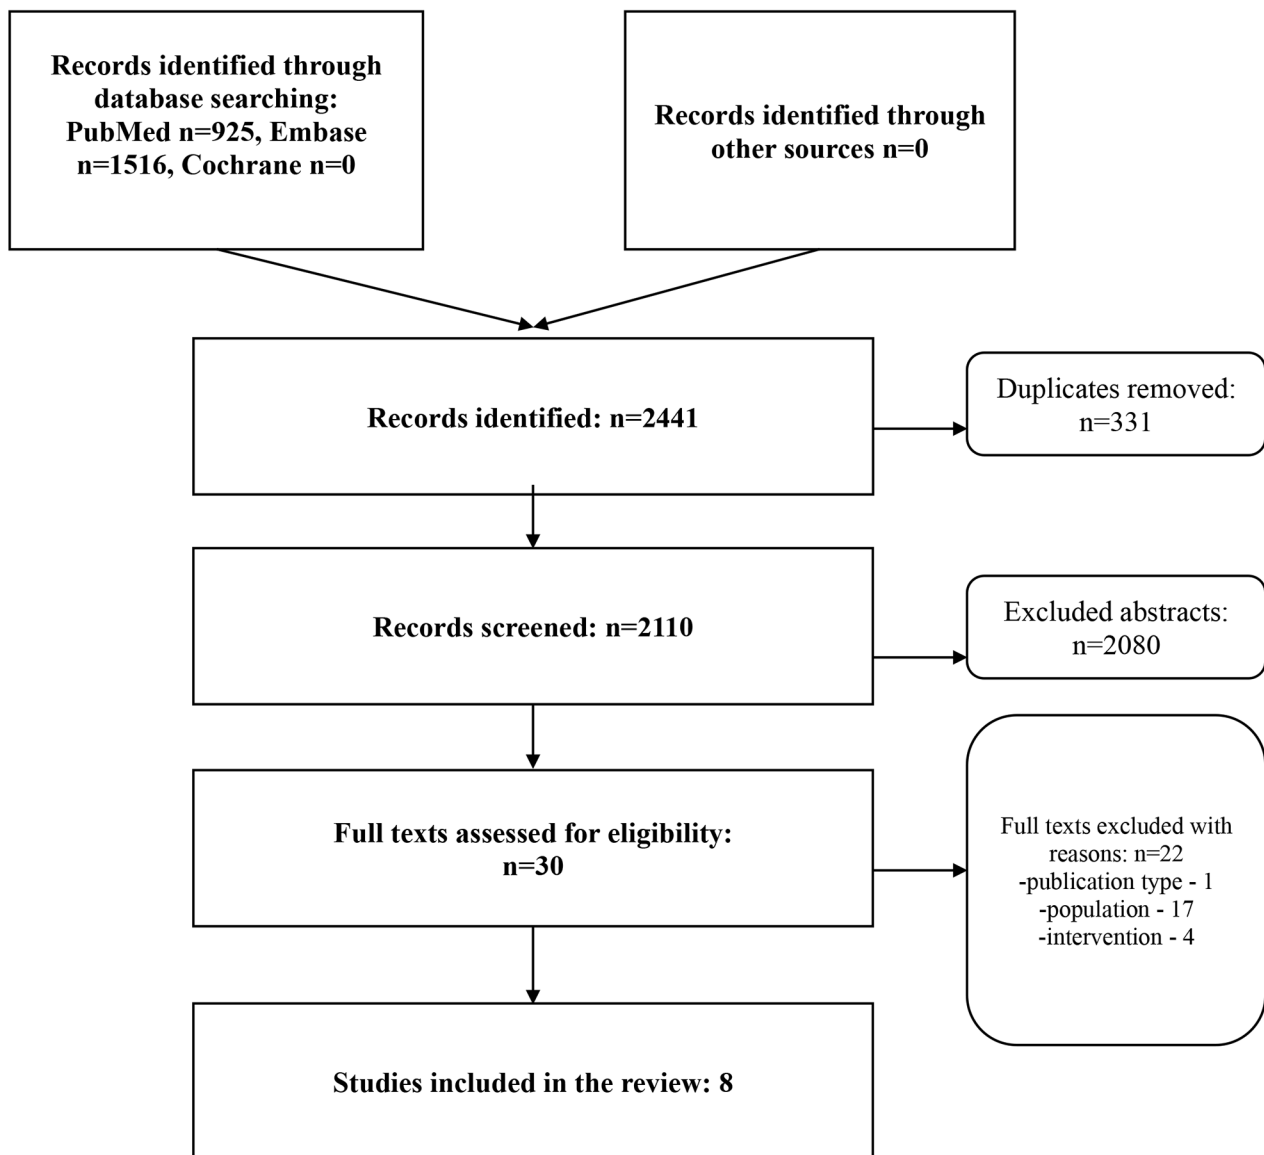 Records identified through
database searching:
PubMed n=925, Embase
n=1516, Cochrane n=0
Records identified through
other sources n=0
Records identified: n=2441
Duplicates removed:
n=331
Records screened: n=2110
Excluded abstracts:
n=2080
Full texts assessed for eligibility:
n=30
Full texts excluded with
reasons: n=22
-publication type - 1
-population - 17
-intervention - 4
Studies included in the review: 8